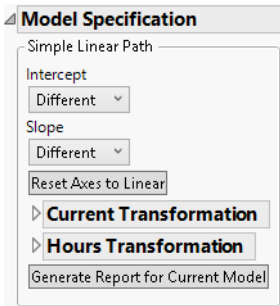 Model Specification
Simple Linear Path
Intercept
Different
Slope
Different
Reset Axes to Linear
Current Transformation
Hours Transformation
Generate Report for Current Model